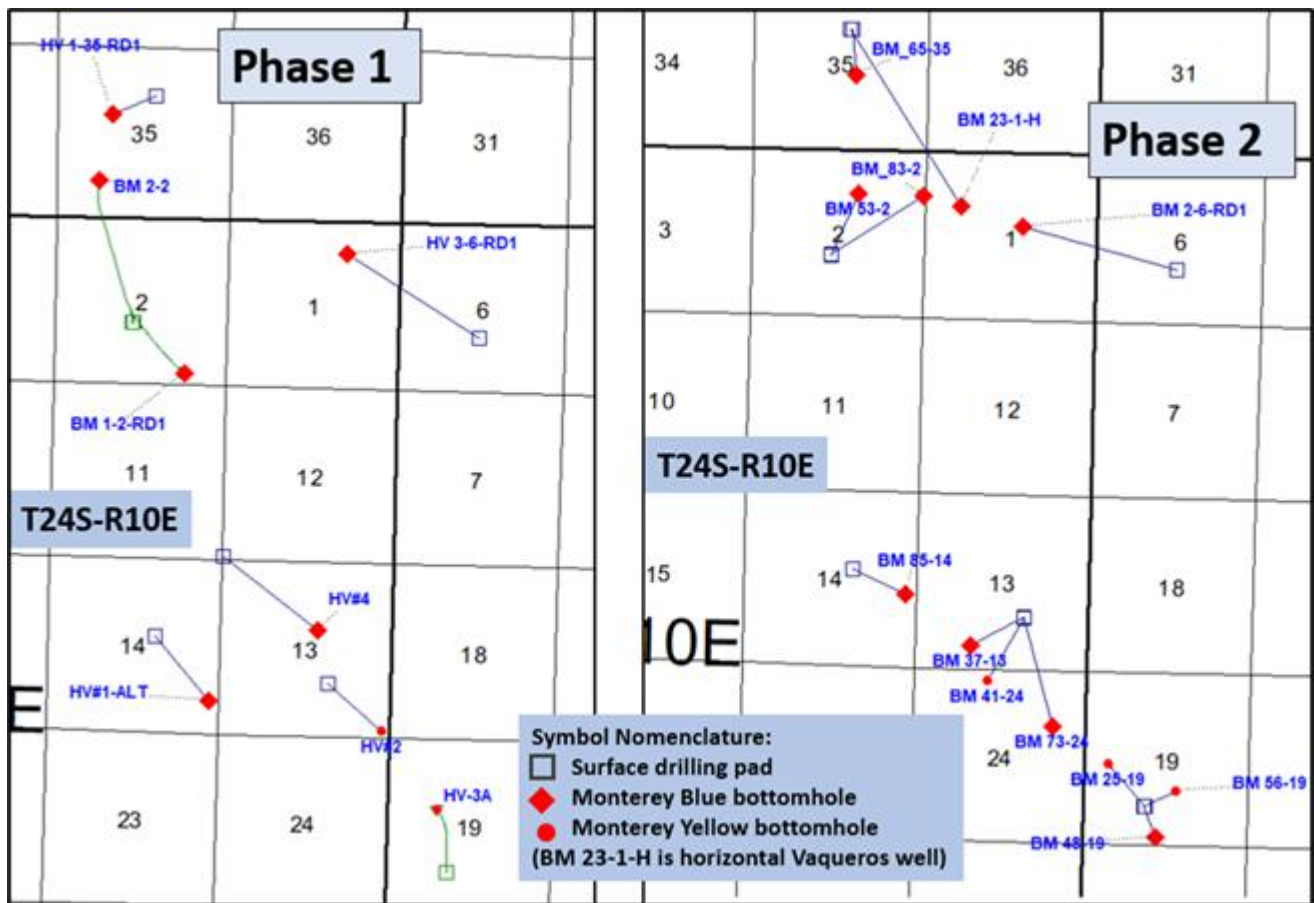 HV 1-35-RD1
Phase 1
35
36
31
BM 2-2
HV 3-6-RD1
2
1
6
BM 1-2-RD1
11
12
7
T24S-R10E
HV#4
14
13
18
HV#1-ALT
E
HV#2
HV-3A
23
24
19
34
35
BM_65-35
36
31
BM 23-1-H
Phase 2
BM_83-2
3
BM 53-2
2
1
BM 2-6-RD1
6
10
11
12
7
T24S-R10E
15
14
BM 85-14
13
18
10E
BM 37-13
BM 41-24
24
BM 73-24
BM 25-19
19
BM 56-19
BM 48-19
Symbol Nomenclature:
Surface drilling pad
Monterey Blue bottomhole
Monterey Yellow bottomhole
(BM 23-1-H is horizontal Vaqueros well)